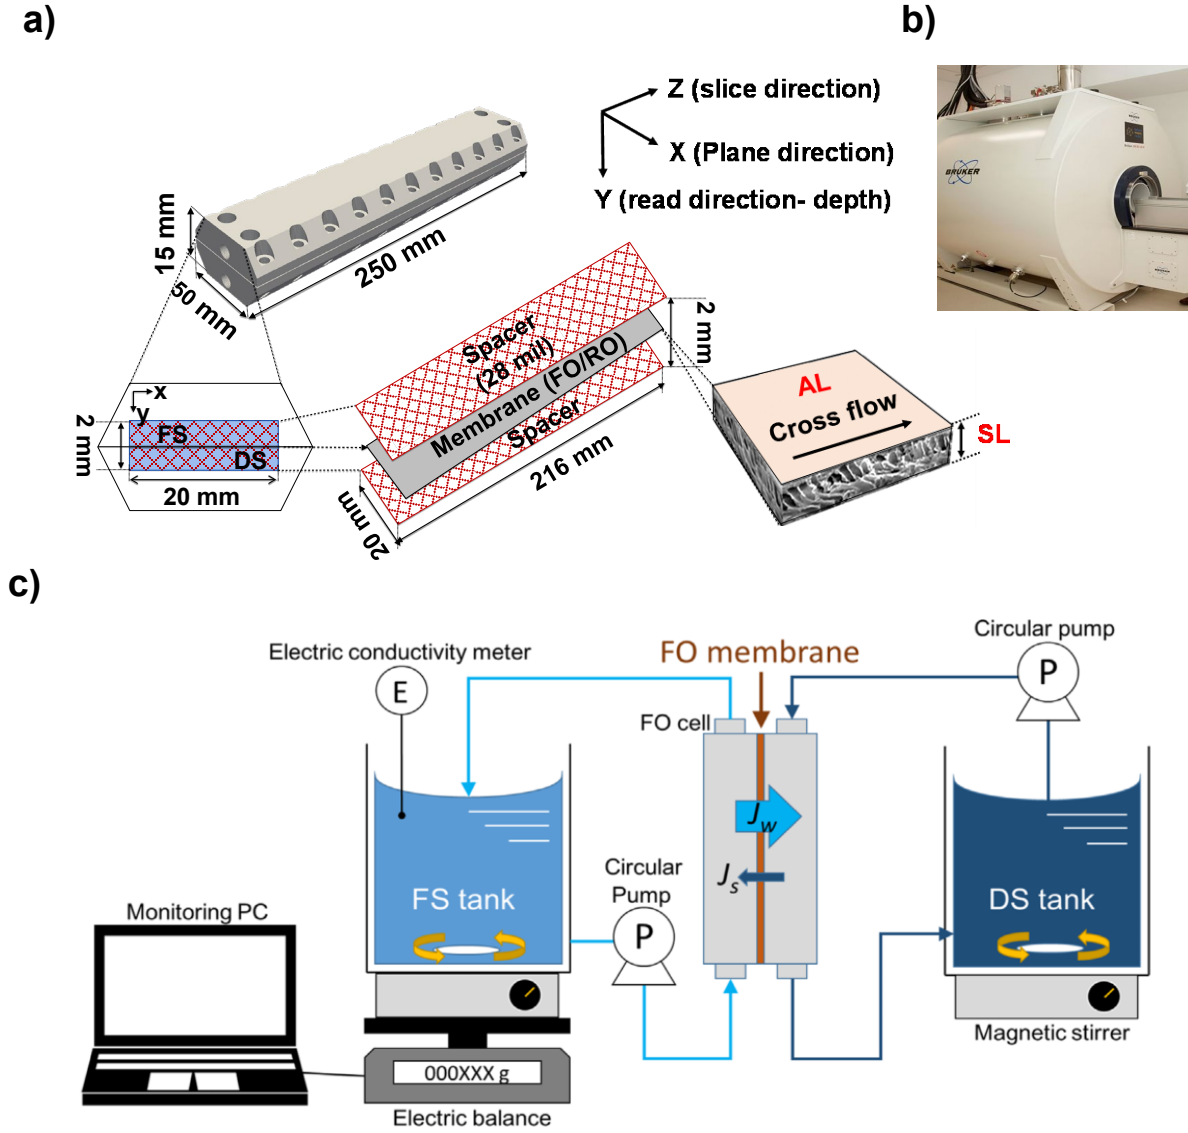 a)
b)
Z (slice direction)
X (Plane direction)
Y (read direction- depth)
15 mm
50 mm
250 mm
BRUKER
Spacer
(28 mil)
Membrane (FO/RO)
Spacer
2 mm
216 mm
20 mm
x
y
FS
DS
2 mm
20 mm
AL
Cross flow
SL
c)
Electric conductivity meter
E
FO membrane
FO cell
Circular pump
P
Jw
Js
FS tank
Circular
Pump
P
DS tank
Monitoring PC
000XXX g
Electric balance
Magnetic stirrer